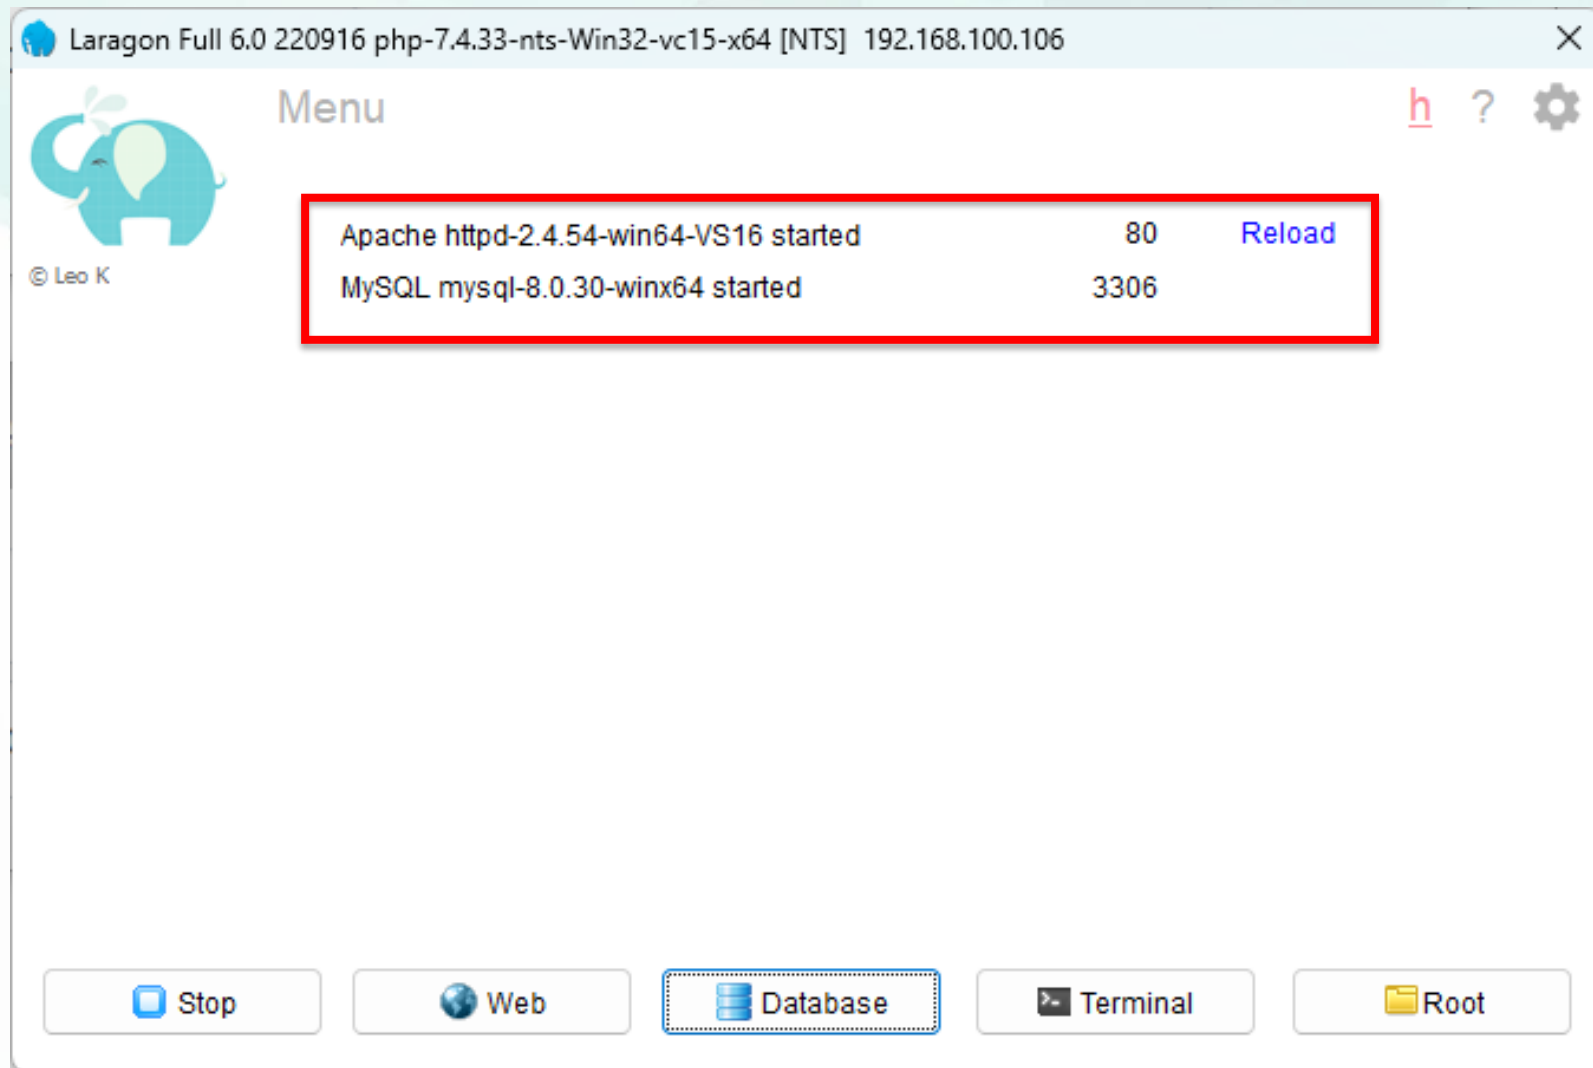 Laragon Full 6.0 220916 php-7.4.33-nts-Win32-vc15-x64 [NTS] 192.168.100.106
Menu
h ?
© Leo K
Apache httpd-2.4.54-win64-VS16 started 80 Reload
MySQL mysql-8.0.30-winx64 started 3306
Stop Web Database Terminal Root